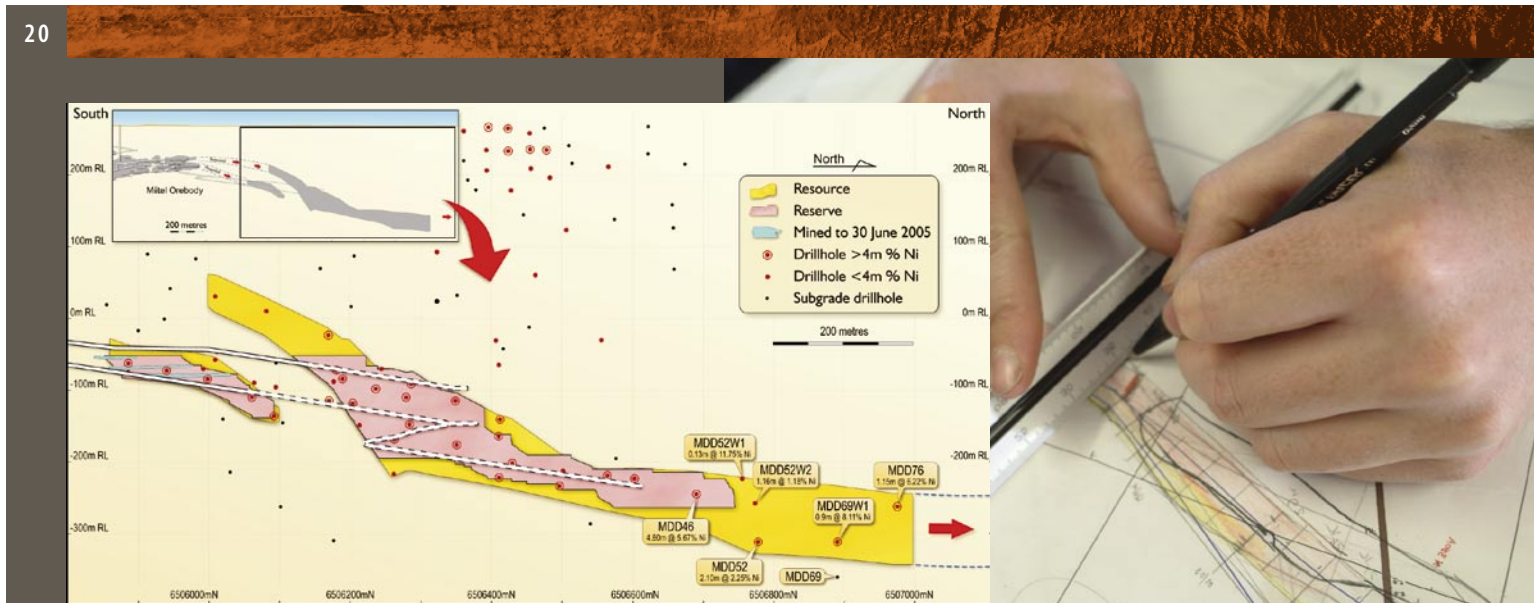 20
South
North
200m RL
100m RL
0m RL
-100m RL
-200m RL
-300m RL
Miitel Orebody
200 metres
North
Resource
Reserve
Mined to 30 June 2005
Drillhole >4m % Ni
Drillhole <4m % Ni
Subgrade drillhole
200 metres
200m RL
100m RL
0m RL
-100m RL
-200m RL
-300m RL
MDD52W1
0.13m @ 11.75% Ni
MDD52W2
1.16m @ 1.18% Ni
MDD76
1.15m @ 6.22% Ni
MDD69W1
0.9m @ 8.11% Ni
MDD46
4.80m @ 5.67% Ni
MDD52
2.10m @ 2.25% Ni
MDD69
6506000mN
6506200mN
6506400mN
6506600mN
6506800mN
6507000mN